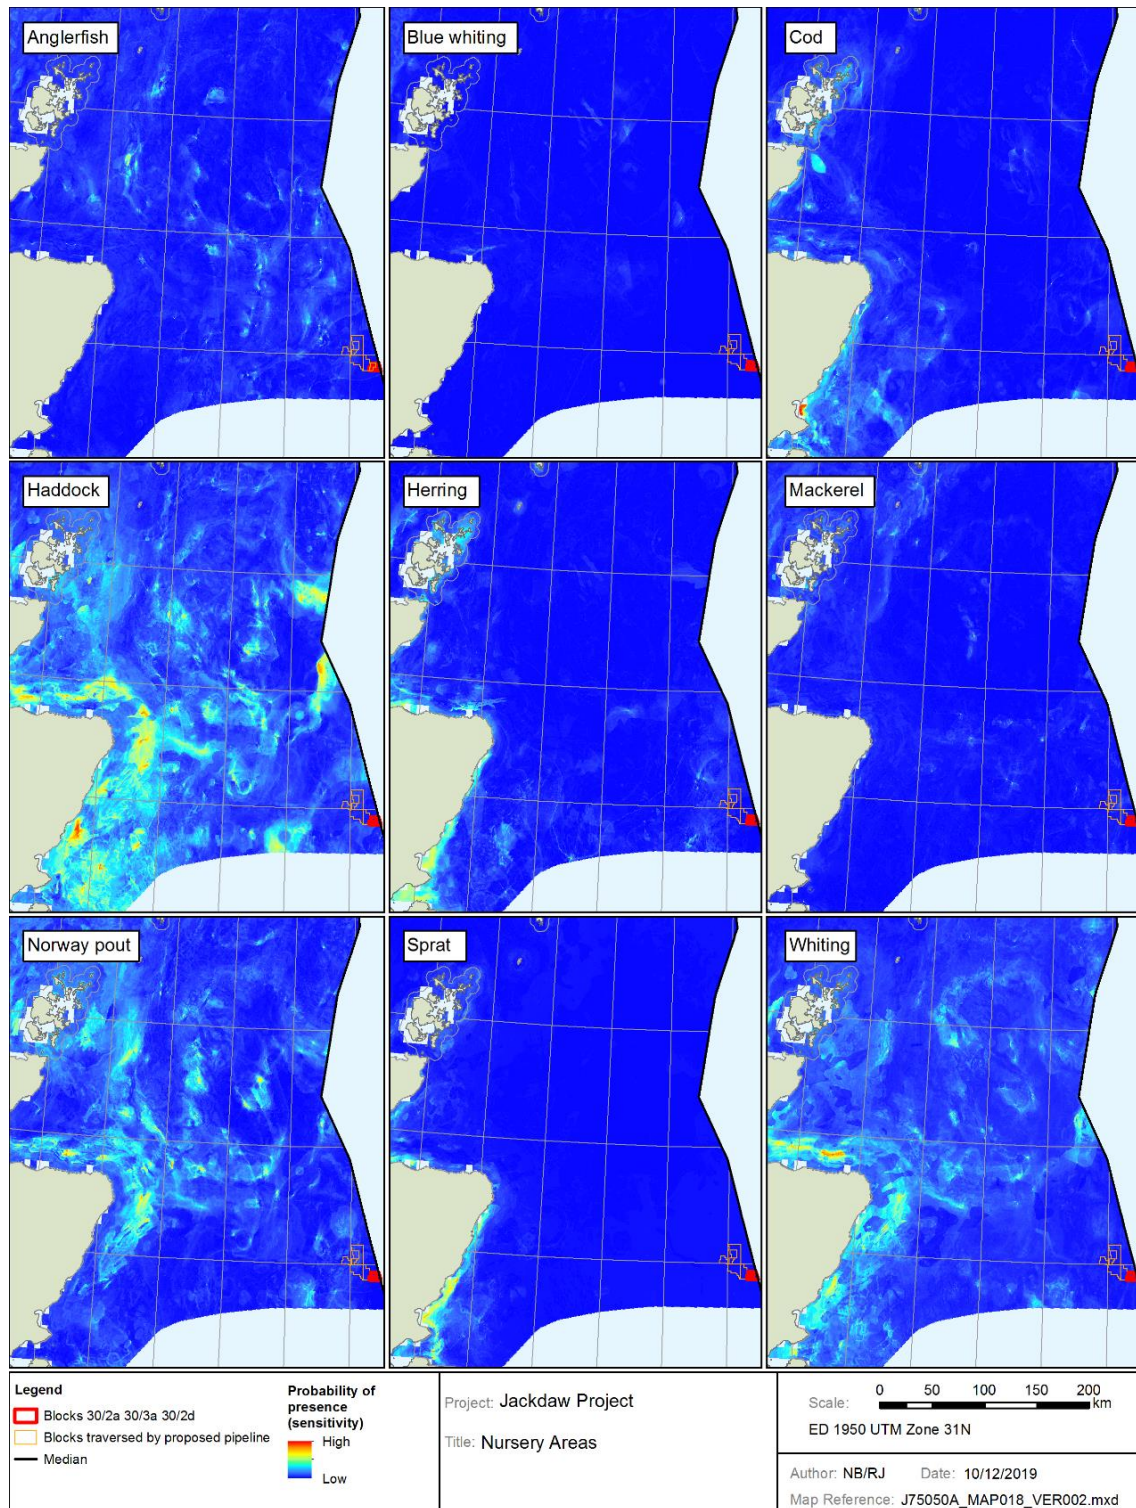 Anglerfish
Blue whiting
Cod
Haddock
Herring
Mackerel
Norway pout
Sprat
Whiting
Legend
Blocks 30/2a 30/3a 30/2d
Blocks traversed by proposed pipeline
Median
Probability of
presence
(sensitivity)
High
Low
Project: Jackdaw Project
Title: Nursery Areas
Scale: 0 50 100 150 200
km
ED 1950 UTM Zone 31N
Author: NB/RJ Date: 10/12/2019
Map Reference: J75050A_MAP018_VER002.mxd